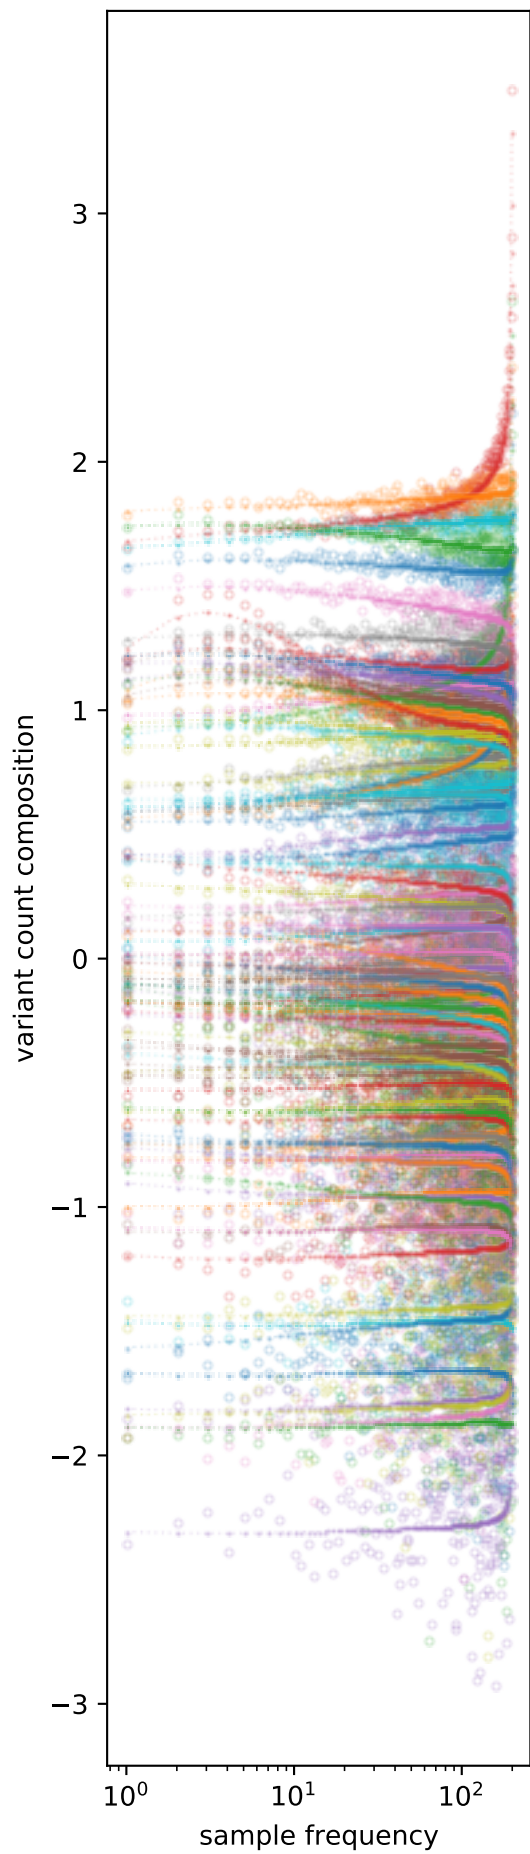 3
2
1
0
−1
−2
−3
variant count composition
10⁰ 10¹ 10²
sample frequency